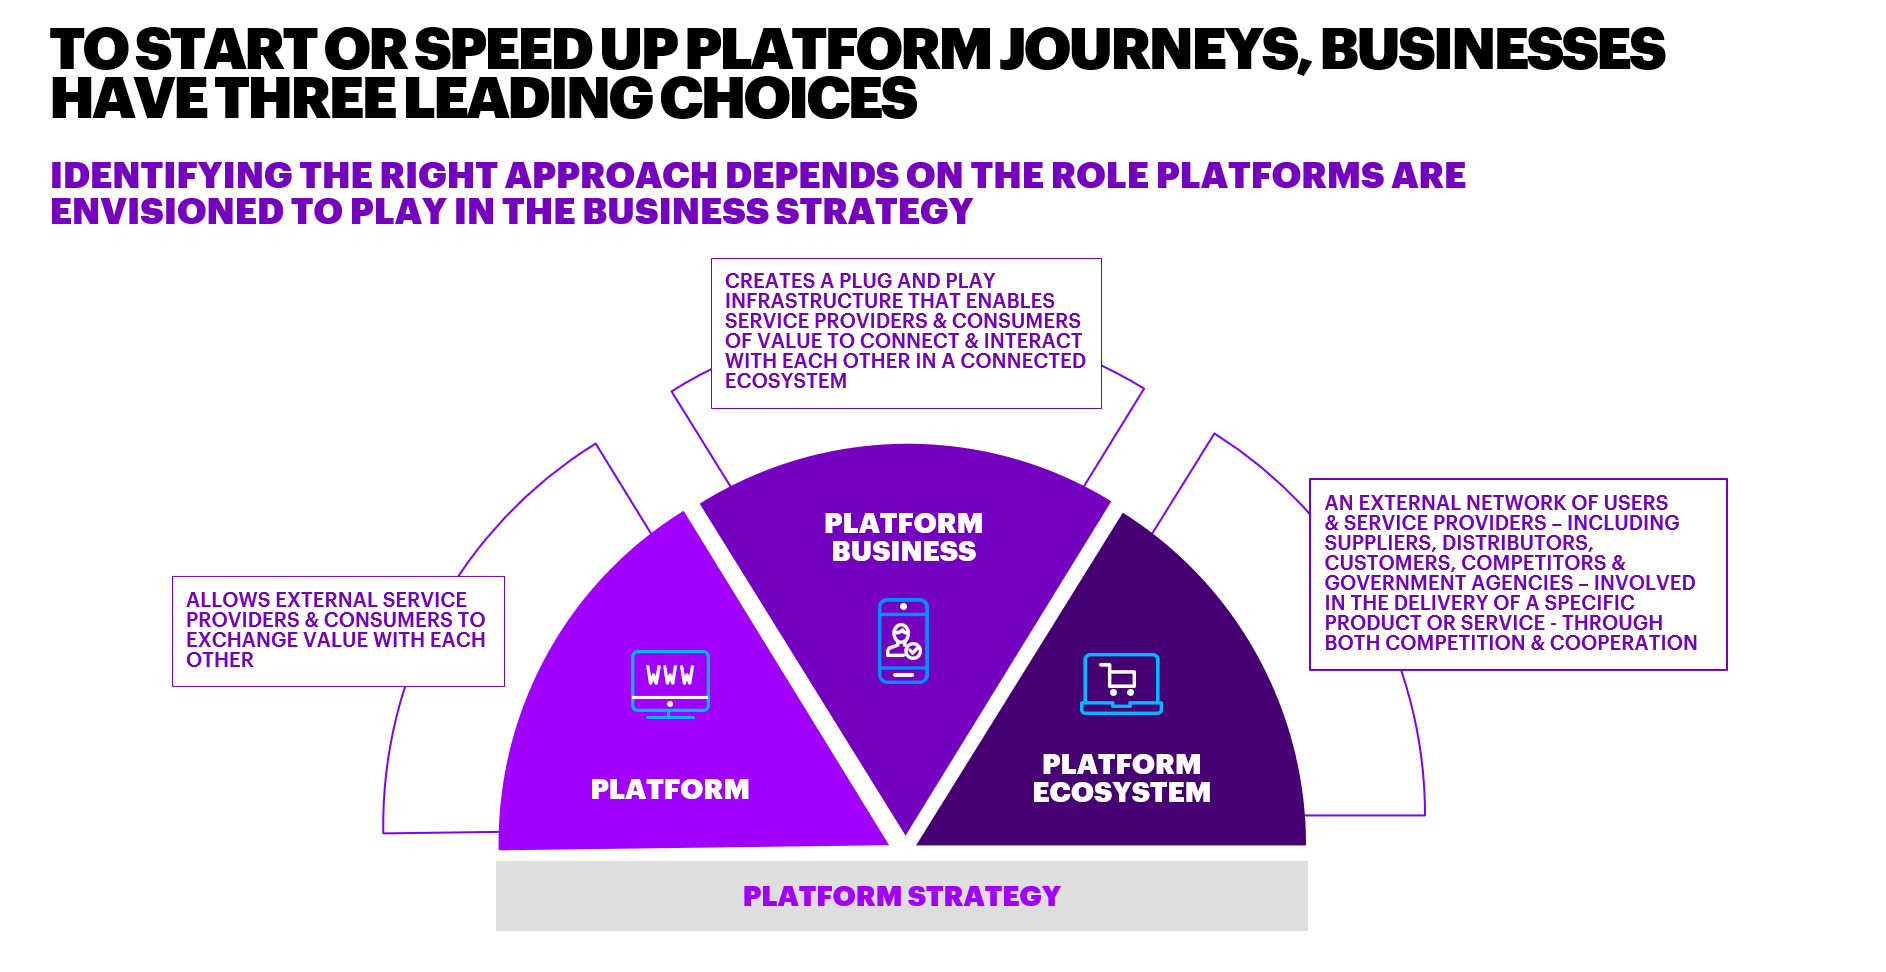 TO START OR SPEED UP PLATFORM JOURNEYS, BUSINESSES
HAVE THREE LEADING CHOICES
IDENTIFYING THE RIGHT APPROACH DEPENDS ON THE ROLE PLATFORMS ARE
ENVISIONED TO PLAY IN THE BUSINESS STRATEGY
CREATES A PLUG AND PLAY
INFRASTRUCTURE THAT ENABLES
SERVICE PROVIDERS & CONSUMERS
OF VALUE TO CONNECT & INTERACT
WITH EACH OTHER IN A CONNECTED
ECOSYSTEM
ALLOWS EXTERNAL SERVICE
PROVIDERS & CONSUMERS TO
EXCHANGE VALUE WITH EACH
OTHER
AN EXTERNAL NETWORK OF USERS
& SERVICE PROVIDERS – INCLUDING
SUPPLIERS, DISTRIBUTORS,
CUSTOMERS, COMPETITORS &
GOVERNMENT AGENCIES – INVOLVED
IN THE DELIVERY OF A SPECIFIC
PRODUCT OR SERVICE - THROUGH
BOTH COMPETITION & COOPERATION
PLATFORM
BUSINESS
WWW
PLATFORM
PLATFORM
ECOSYSTEM
PLATFORM STRATEGY